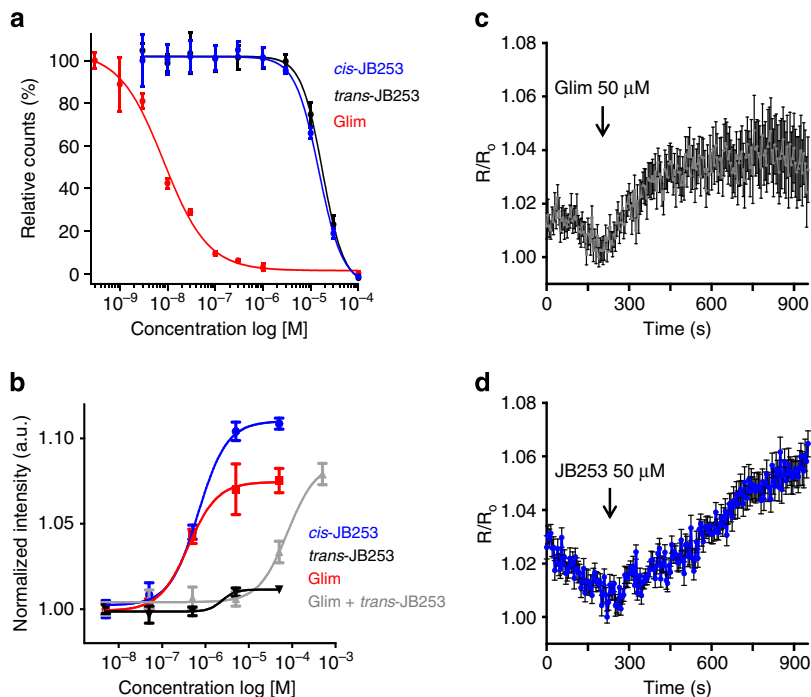 a
Relative counts (%)
100
80
60
40
20
0
cis-JB253
trans-JB253
Glim
10⁻⁹ 10⁻⁸ 10⁻⁷ 10⁻⁶ 10⁻⁵ 10⁻⁴
Concentration log [M]
b
Normalized intensity (a.u.)
1.10
1.05
1.00
cis-JB253
trans-JB253
Glim
Glim + trans-JB253
10⁻⁸ 10⁻⁷ 10⁻⁶ 10⁻⁵ 10⁻⁴ 10⁻³
Concentration log [M]
c
R/Ro
1.08
1.06
1.04
1.02
1.00
Glim 50 μM
0 300 600 900
Time (s)
d
R/Ro
1.08
1.06
1.04
1.02
1.00
JB253 50 μM
0 300 600 900
Time (s)